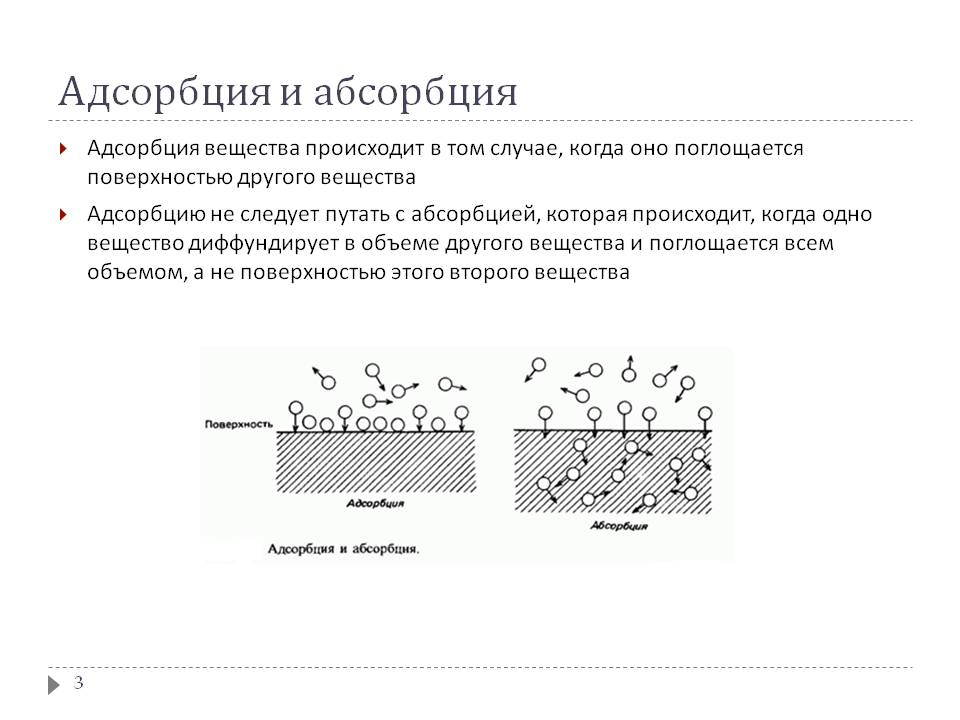 Адсорбция и абсорбция
Адсорбция вещества происходит в том случае, когда оно поглощается
поверхностью другого вещества
Адсорбцию не следует путать с абсорбцией, которая происходит, когда одно
вещество диффундирует в объеме другого вещества и поглощается всем
объемом, а не поверхностью этого второго вещества
Поверхность
Адсорбция
Абсорбция
Адсорбция и абсорбция.
3